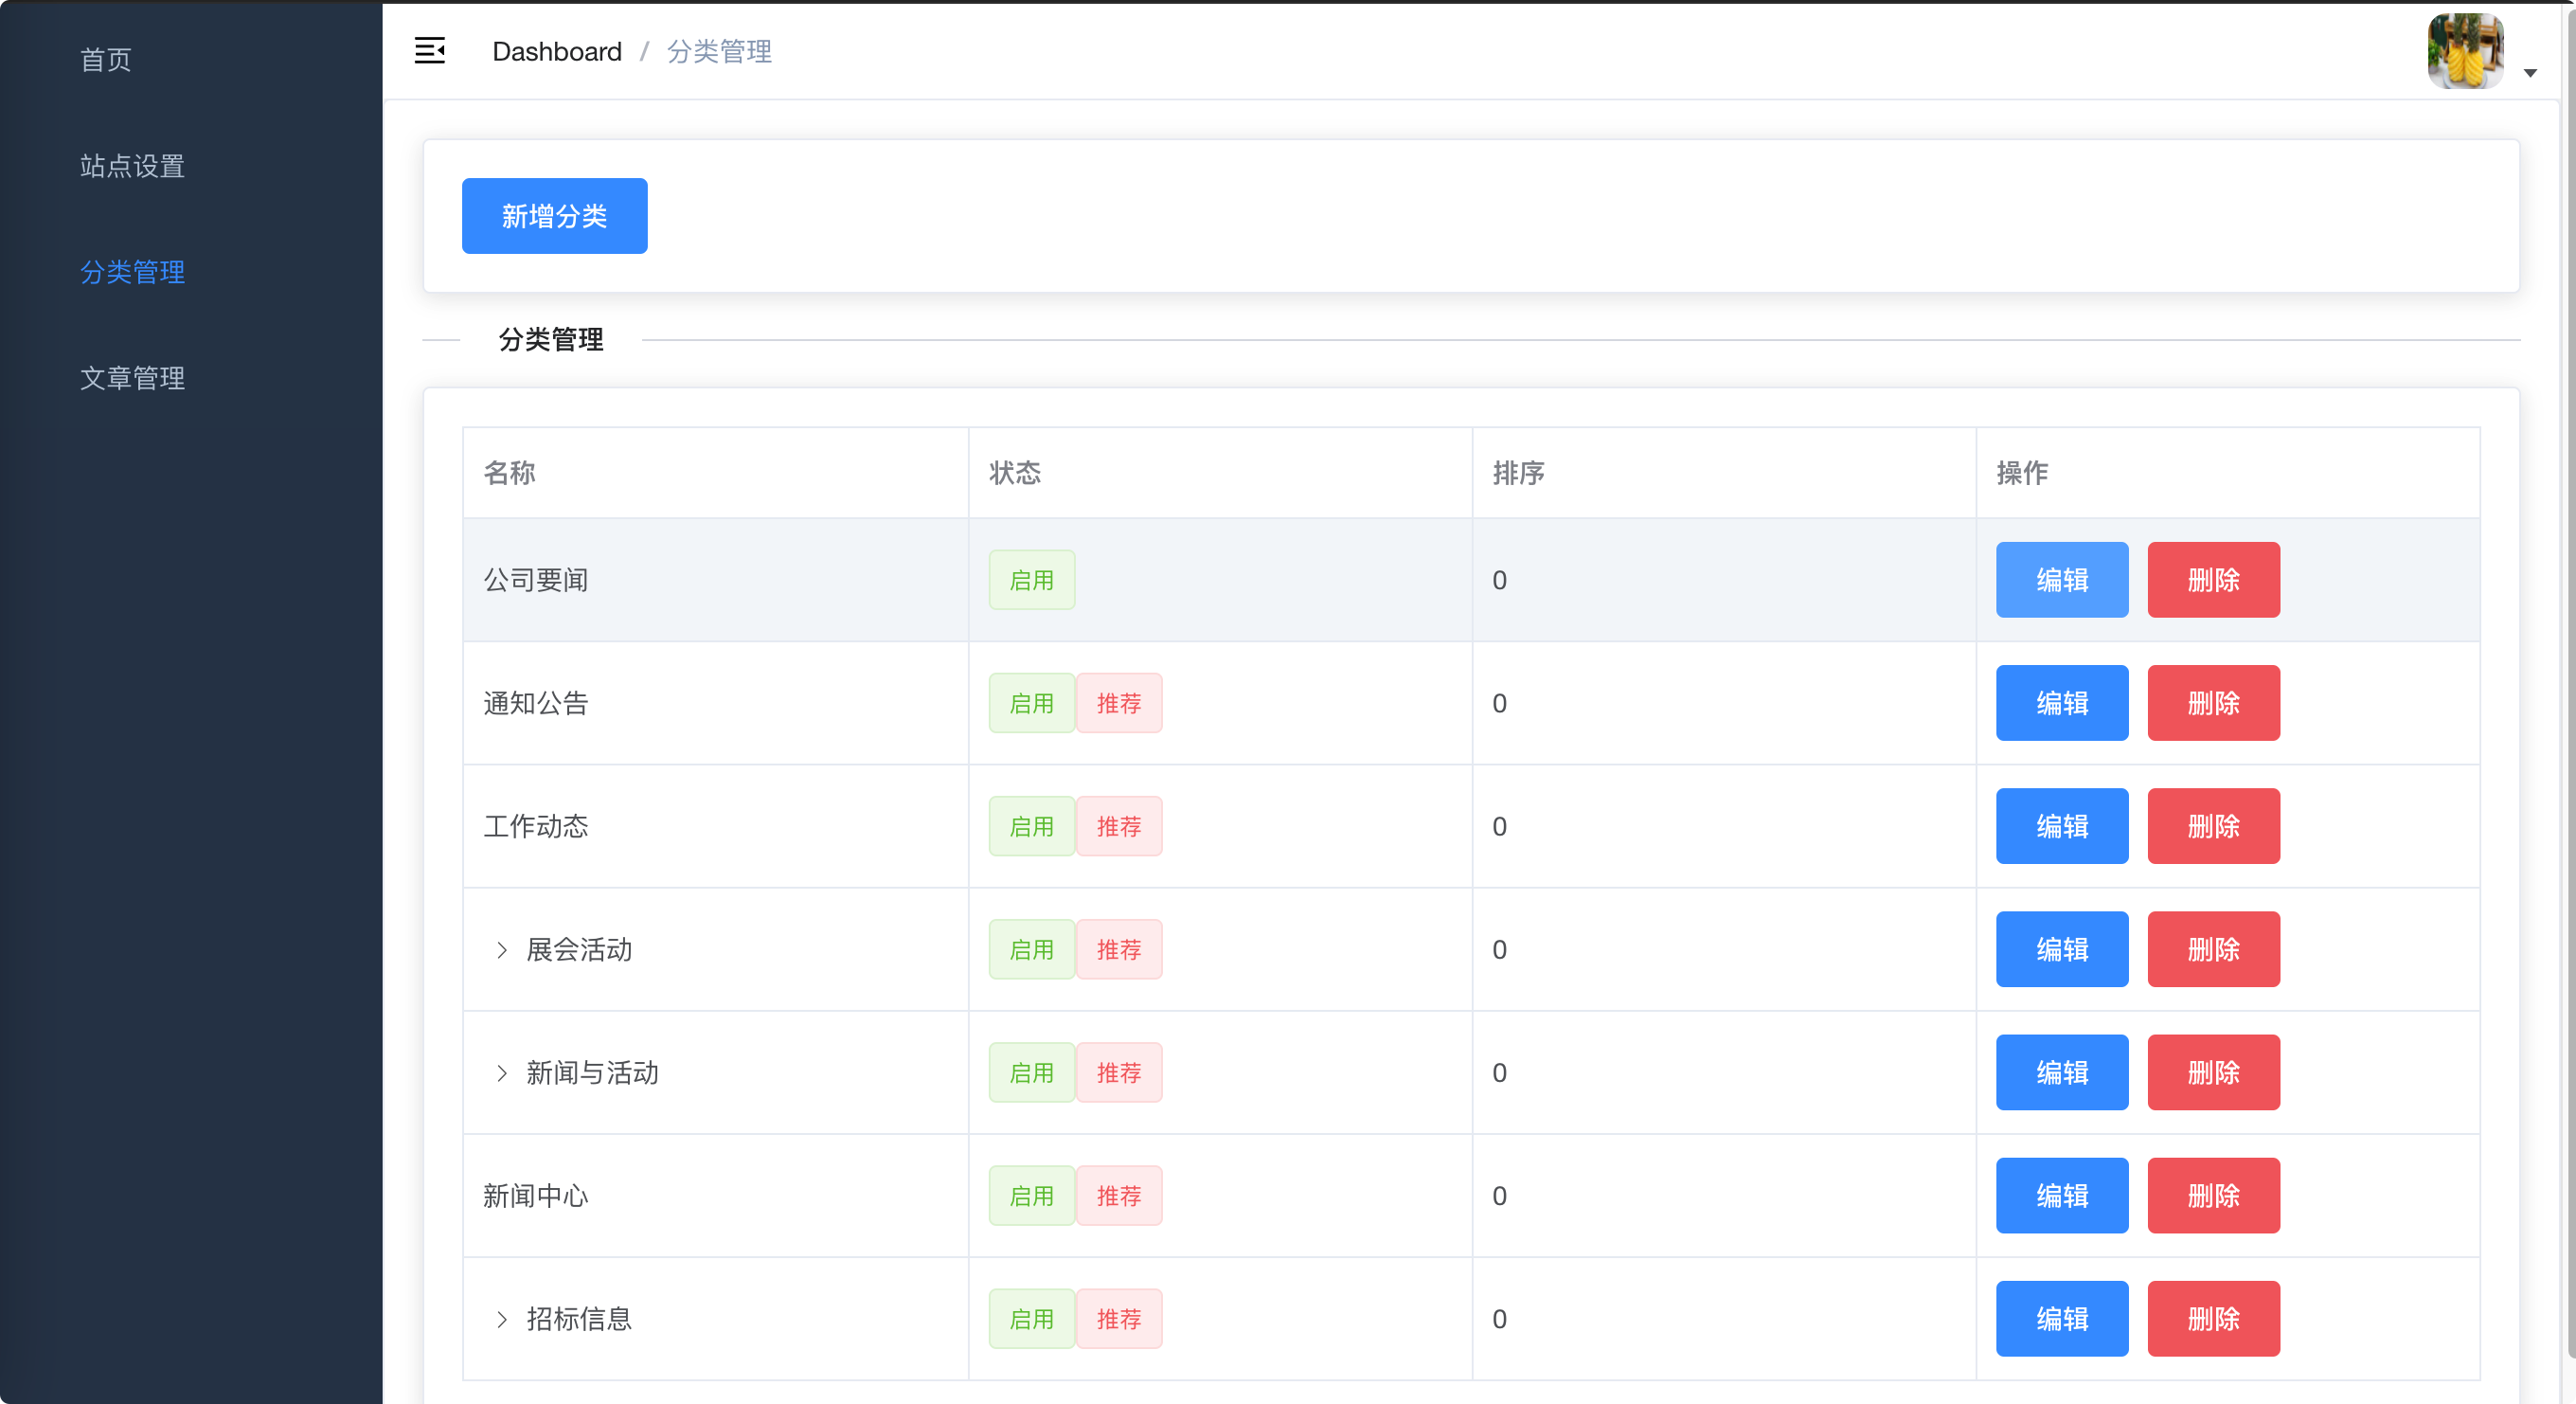 首页
站点设置
分类管理
文章管理
Dashboard / 分类管理
新增分类
分类管理
名称 状态 排序 操作
公司要闻 启用 0 编辑 删除
通知公告 启用 推荐 0 编辑 删除
工作动态 启用 推荐 0 编辑 删除
展会活动 启用 推荐 0 编辑 删除
新闻与活动 启用 推荐 0 编辑 删除
新闻中心 启用 推荐 0 编辑 删除
招标信息 启用 推荐 0 编辑 删除